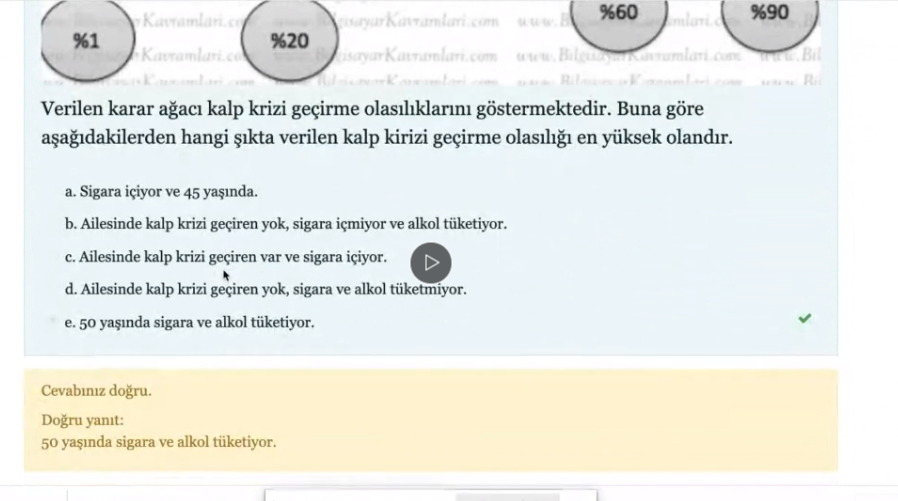 %60 %90
%1 %20
Verilen karar ağacı kalp krizi geçirme olasılıklarını göstermektedir. Buna göre
aşağıdakilerden hangi şıkta verilen kalp kirizi geçirme olasılığı en yüksek olandır.
a. Sigara içiyor ve 45 yaşında.
b. Ailesinde kalp krizi geçiren yok, sigara içmiyor ve alkol tüketiyor.
c. Ailesinde kalp krizi geçiren var ve sigara içiyor.
d. Ailesinde kalp krizi geçiren yok, sigara ve alkol tüketmiyor.
e. 50 yaşında sigara ve alkol tüketiyor.
Cevabınız doğru.
Doğru yanıt:
50 yaşında sigara ve alkol tüketiyor.